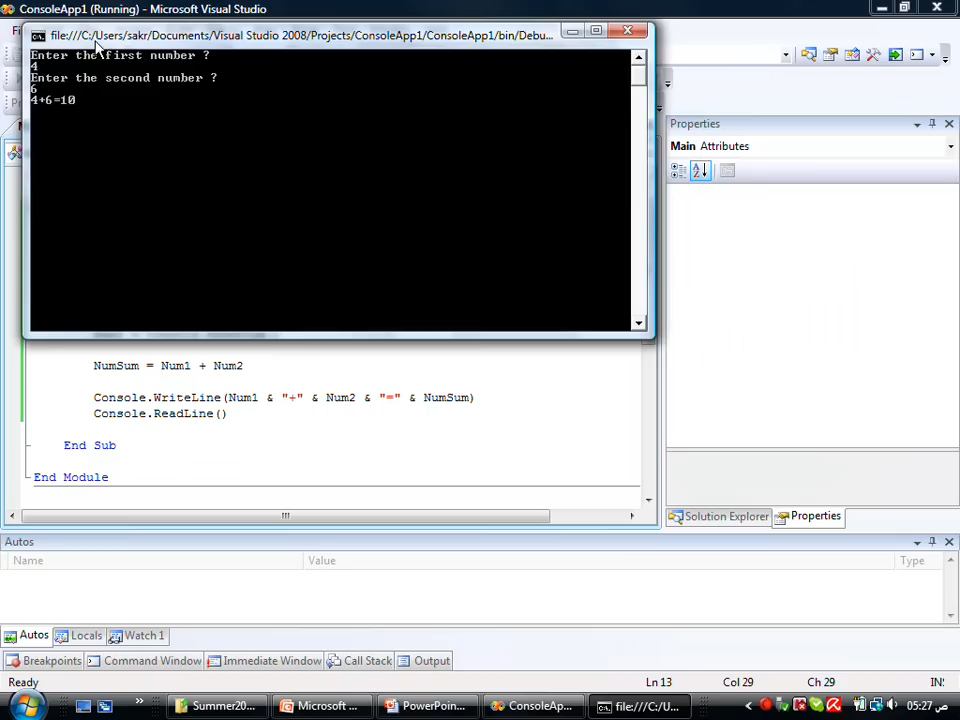 ConsoleApp1 (Running) - Microsoft Visual Studio
file:///C:/Users/sakr/Documents/Visual Studio 2008/Projects/ConsoleApp1/ConsoleApp1/bin/Debu...
Enter the first number ?
4
Enter the second number ?
6
4+6=10
NumSum = Num1 + Num2
Console.WriteLine(Num1 & "+" & Num2 & "=" & NumSum)
Console.ReadLine()
End Sub
End Module
Properties
Main Attributes
Solution Explorer Properties
Autos
Name Value Type
Autos Locals Watch 1
Breakpoints Command Window Immediate Window Call Stack Output
Ready Ln 13 Col 29 Ch 29 INS
Summer20... Microsoft ... PowerPoin... ConsoleAp... file:///C:/U... 05:27 ص